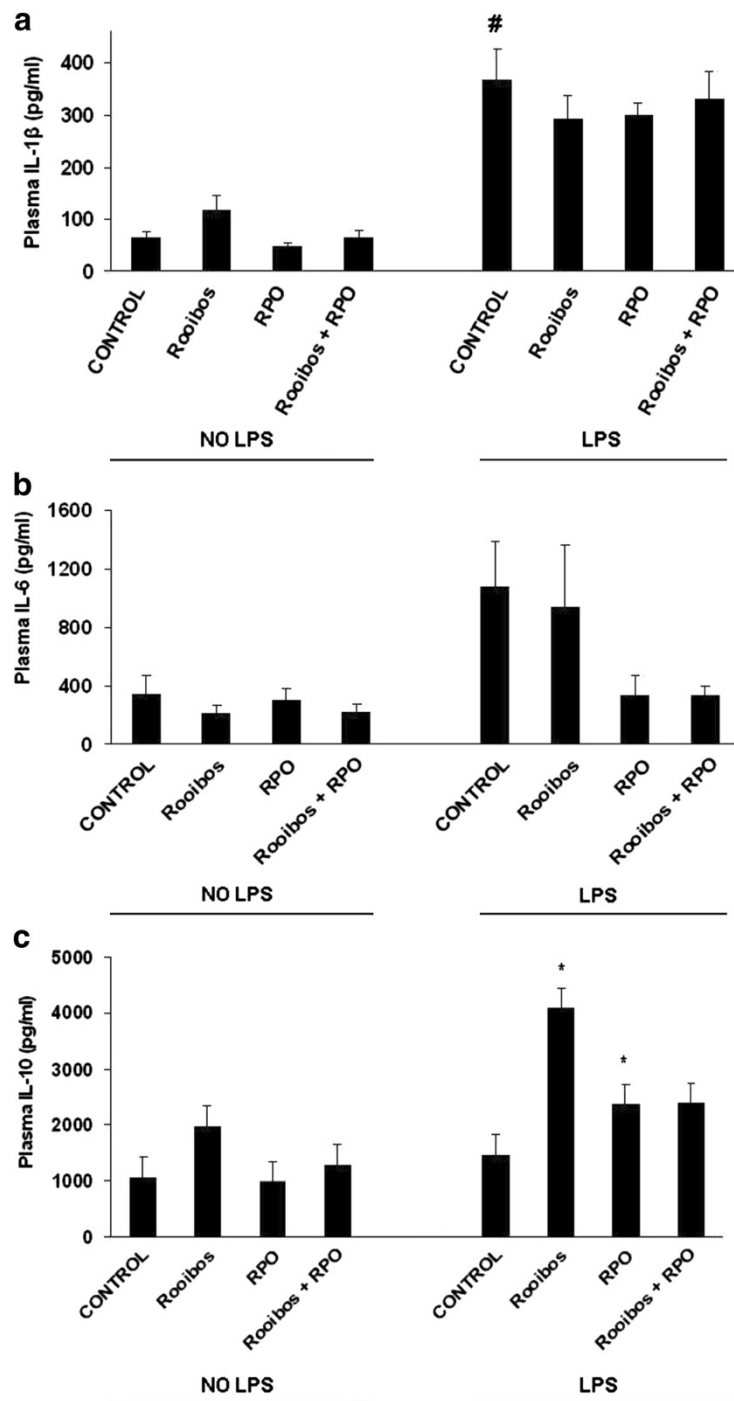 a
#
Plasma IL-1β (pg/ml)
400
300
200
100
0
CONTROL
Rooibos
RPO
Rooibos + RPO
CONTROL
Rooibos
RPO
Rooibos + RPO
NO LPS
LPS
b
Plasma IL-6 (pg/ml)
1600
1200
800
400
0
CONTROL
Rooibos
RPO
Rooibos + RPO
CONTROL
Rooibos
RPO
Rooibos + RPO
NO LPS
LPS
c
Plasma IL-10 (pg/ml)
5000
4000
3000
2000
1000
0
*
*
CONTROL
Rooibos
RPO
Rooibos + RPO
CONTROL
Rooibos
RPO
Rooibos + RPO
NO LPS
LPS